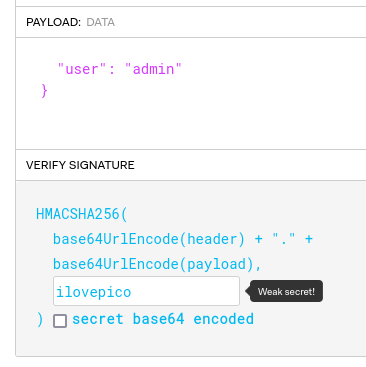 PAYLOAD: DATA
"user": "admin"
}
VERIFY SIGNATURE
HMACSHA256(
base64UrlEncode(header) + "." +
base64UrlEncode(payload),
ilovepico
Weak secret!
) secret base64 encoded